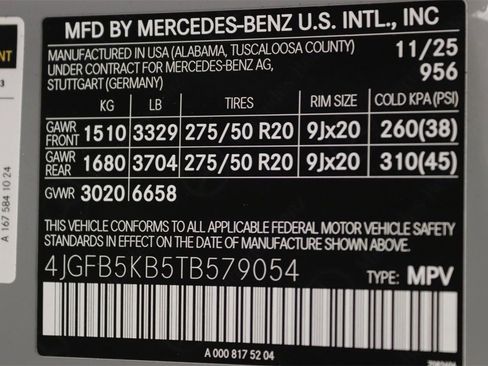 MFD BY MERCEDES-BENZ U.S. INTL., INC
MANUFACTURED IN USA (ALABAMA, TUSCALOOSA COUNTY) 11/25
UNDER CONTRACT FOR MERCEDES-BENZ AG, 956
STUTTGART (GERMANY)
KG LB TIRES RIM SIZE COLD KPA (PSI)
GAWR FRONT 1510 3329 275/50 R20 9Jx20 260(38)
GAWR REAR 1680 3704 275/50 R20 9Jx20 310(45)
GVWR 3020 6658
THIS VEHICLE CONFORMS TO ALL APPLICABLE FEDERAL MOTOR VEHICLE SAFETY
STANDARDS IN EFFECT ON THE DATE OF MANUFACTURE SHOWN ABOVE.
4JGFB5KB5TB579054 TYPE: MPV
A 000 817 52 04
A 167 584 10 24